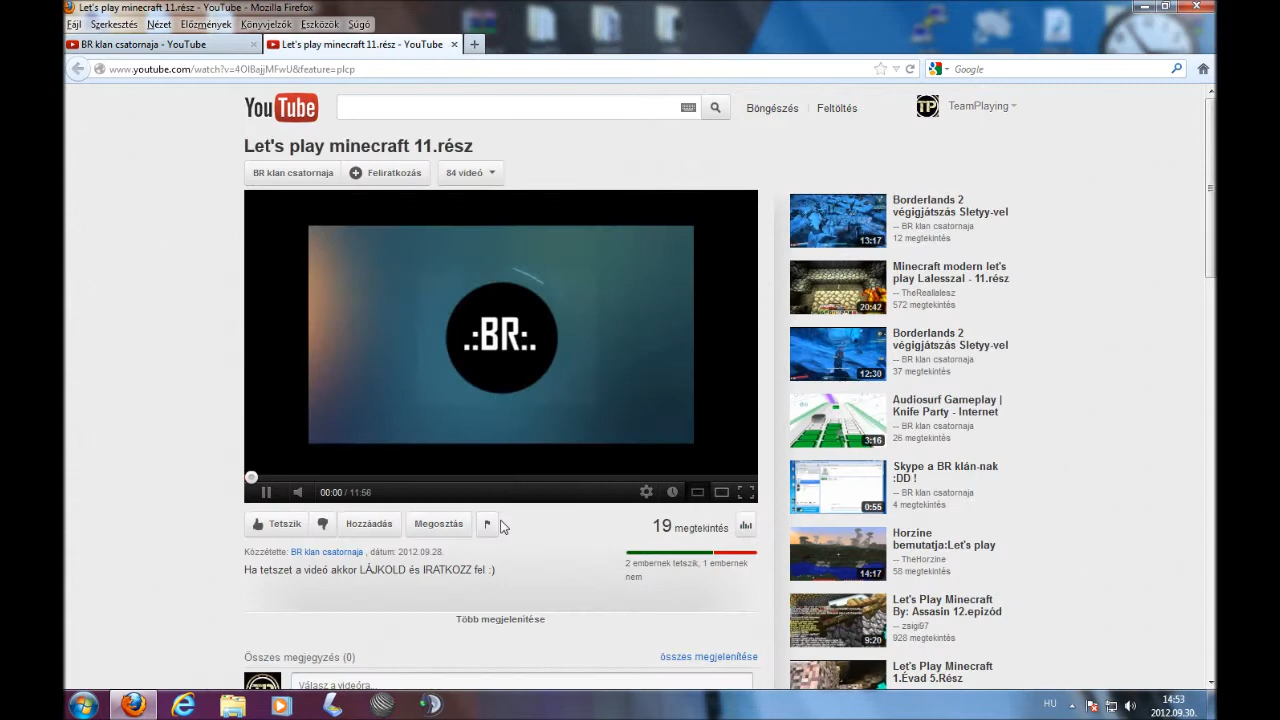 Let's play minecraft 11.rész - YouTube - Mozilla Firefox
Fájl Szerkesztés Nézet Előzmények Könyvjelzők Eszközök Súgó
BR klan csatornaja - YouTube
Let's play minecraft 11.rész - YouTube
www.youtube.com/watch?v=4OlBajjMFwU&feature=plcp
Google
YouTube
Böngészés
Feltöltés
TP
TeamPlaying
Let's play minecraft 11.rész
BR klan csatornaja
Feliratkozás
84 videó
.:BR:.
00:00 / 11:56
Tetszik
Hozzáadás
Megosztás
19 megtekintés
Közzétette: BR klan csatornaja , dátum: 2012.09.28.
Ha tetszet a videó akkor LÁJKOLD és IRATKOZZ fel :)
2 embernek tetszik, 1 embernek
nem
Több megjelenítése
Összes megjegyzés (0)
összes megjelenítése
Válasz a videóra...
Borderlands 2
végigjátszás Sletyy-vel
-- BR klan csatornaja
12 megtekintés
13:17
Minecraft modern let's
play Lalesszal - 11.rész
-- TheReallalesz
572 megtekintés
20:42
Borderlands 2
végigjátszás Sletyy-vel
-- BR klan csatornaja
37 megtekintés
12:30
Audiosurf Gameplay |
Knife Party - Internet
-- BR klan csatornaja
26 megtekintés
3:16
Skype a BR klán-nak
:DD !
-- BR klan csatornaja
4 megtekintés
0:55
Horzine
bemutatja:Let's play
-- TheHorzine
58 megtekintés
14:17
Let's Play Minecraft
By: Assasin 12.epizód
-- zsigi97
928 megtekintés
9:20
Let's Play Minecraft
1.Évad 5.Rész
HU
14:53
2012.09.30.